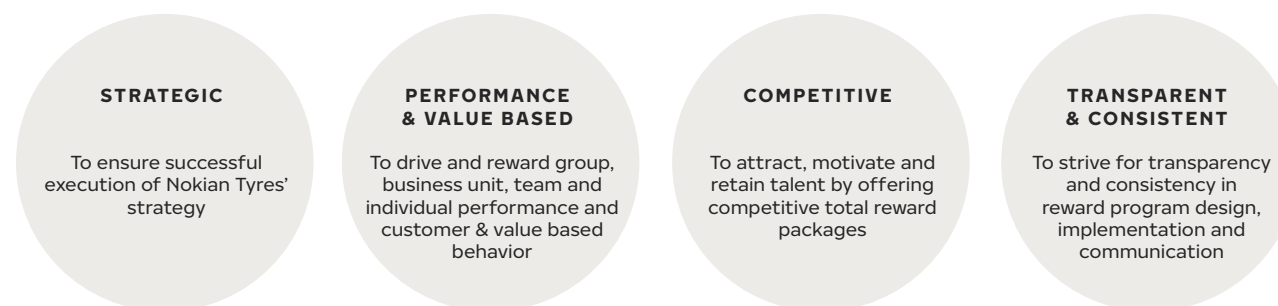 STRATEGIC
To ensure successful
execution of Nokian Tyres’
strategy
PERFORMANCE
& VALUE BASED
To drive and reward group,
business unit, team and
individual performance and
customer & value based
behavior
COMPETITIVE
To attract, motivate and
retain talent by offering
competitive total reward
packages
TRANSPARENT
& CONSISTENT
To strive for transparency
and consistency in
reward program design,
implementation and
communication